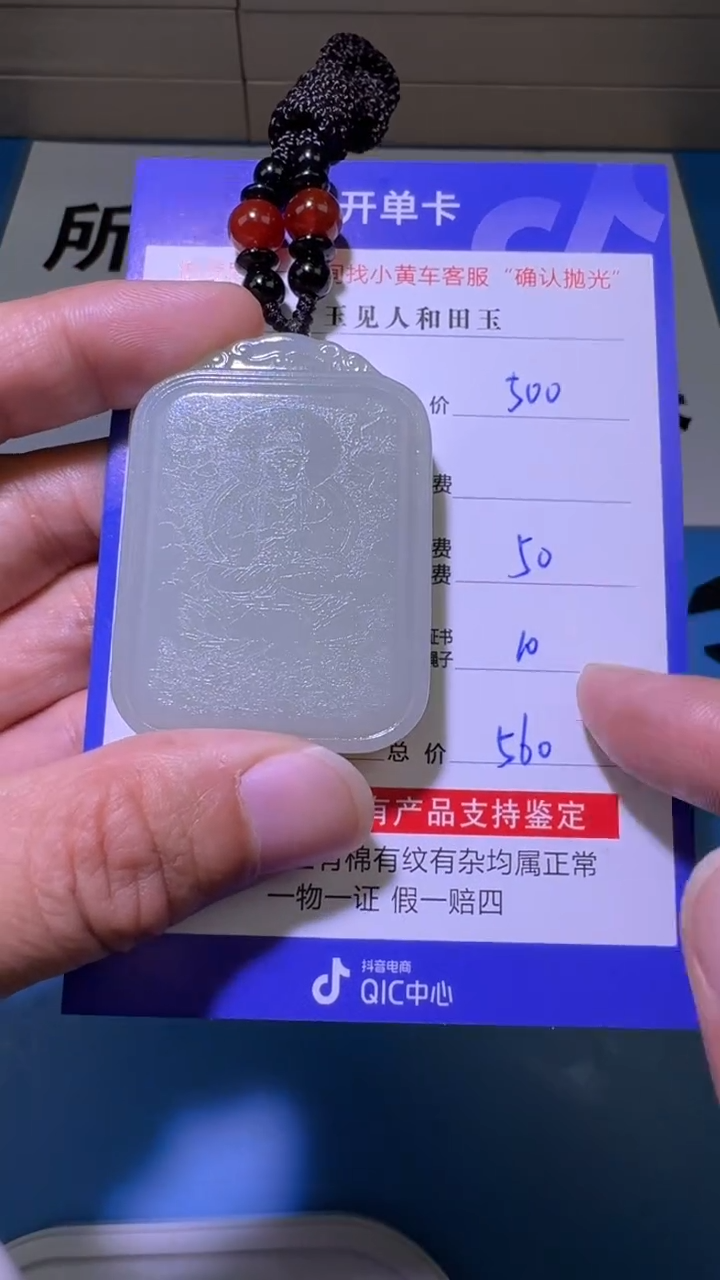 所
开单卡
找小黄车客服“确认抛光”
玉见人和田玉
价 500
费
费
费 50
证书
绳子 10
总 价 560
有产品支持鉴定
有棉有纹有杂均属正常
一物一证 假一赔四
抖音电商
QIC中心